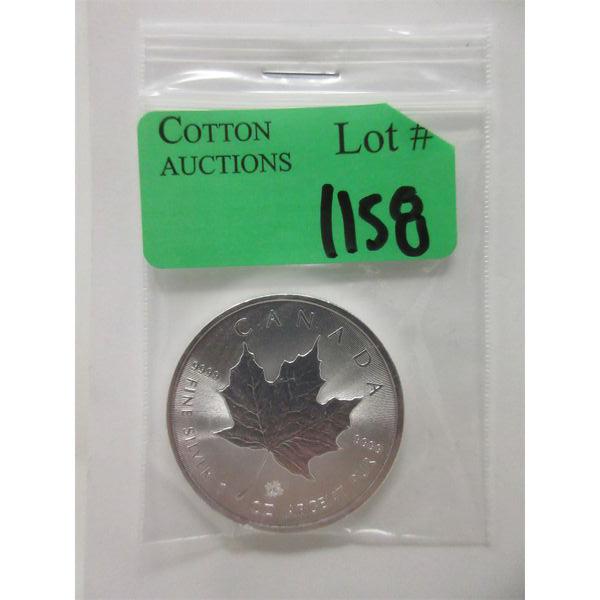 COTTON
AUCTIONS
Lot #
1158
CANADA
9999
9999
FINE SILVER 1 OZ ARGENT PUR